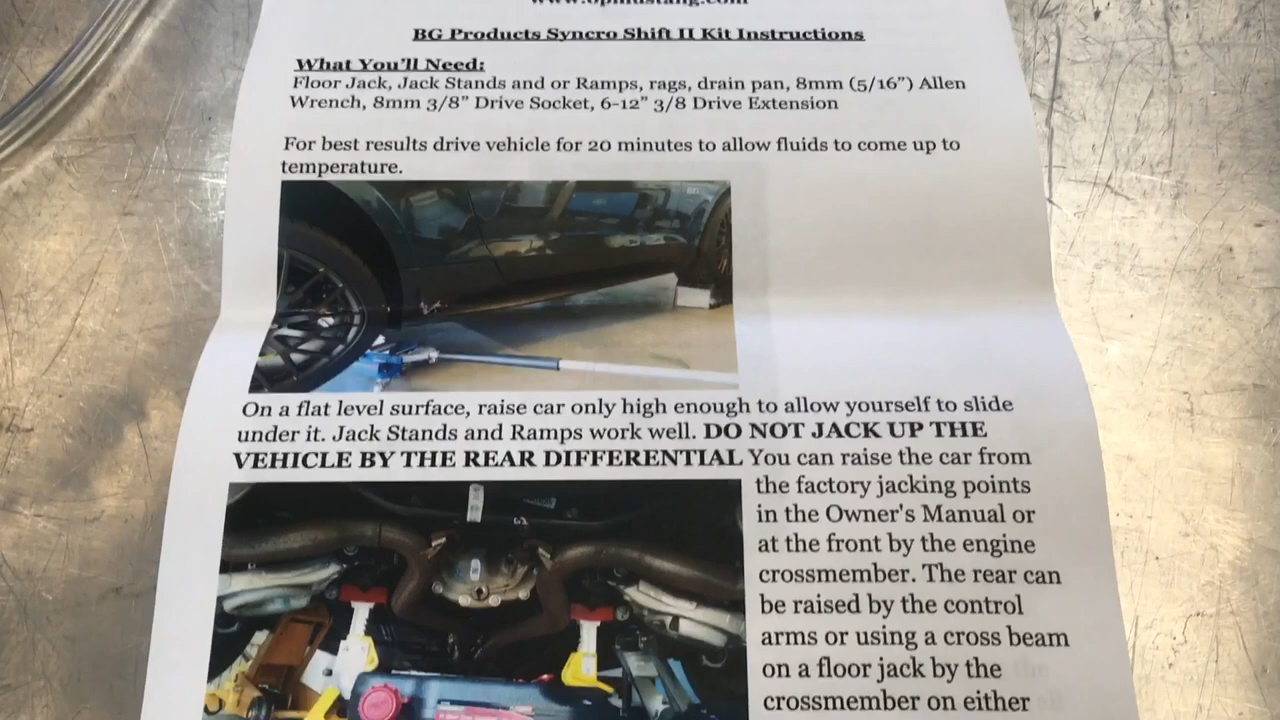 www.opmustang.com
BG Products Syncro Shift II Kit Instructions
What You'll Need:
Floor Jack, Jack Stands and or Ramps, rags, drain pan, 8mm (5/16”) Allen
Wrench, 8mm 3/8” Drive Socket, 6-12” 3/8 Drive Extension
For best results drive vehicle for 20 minutes to allow fluids to come up to
temperature.
On a flat level surface, raise car only high enough to allow yourself to slide
under it. Jack Stands and Ramps work well. DO NOT JACK UP THE
VEHICLE BY THE REAR DIFFERENTIAL You can raise the car from
the factory jacking points
in the Owner's Manual or
at the front by the engine
crossmember. The rear can
be raised by the control
arms or using a cross beam
on a floor jack by the
crossmember on either